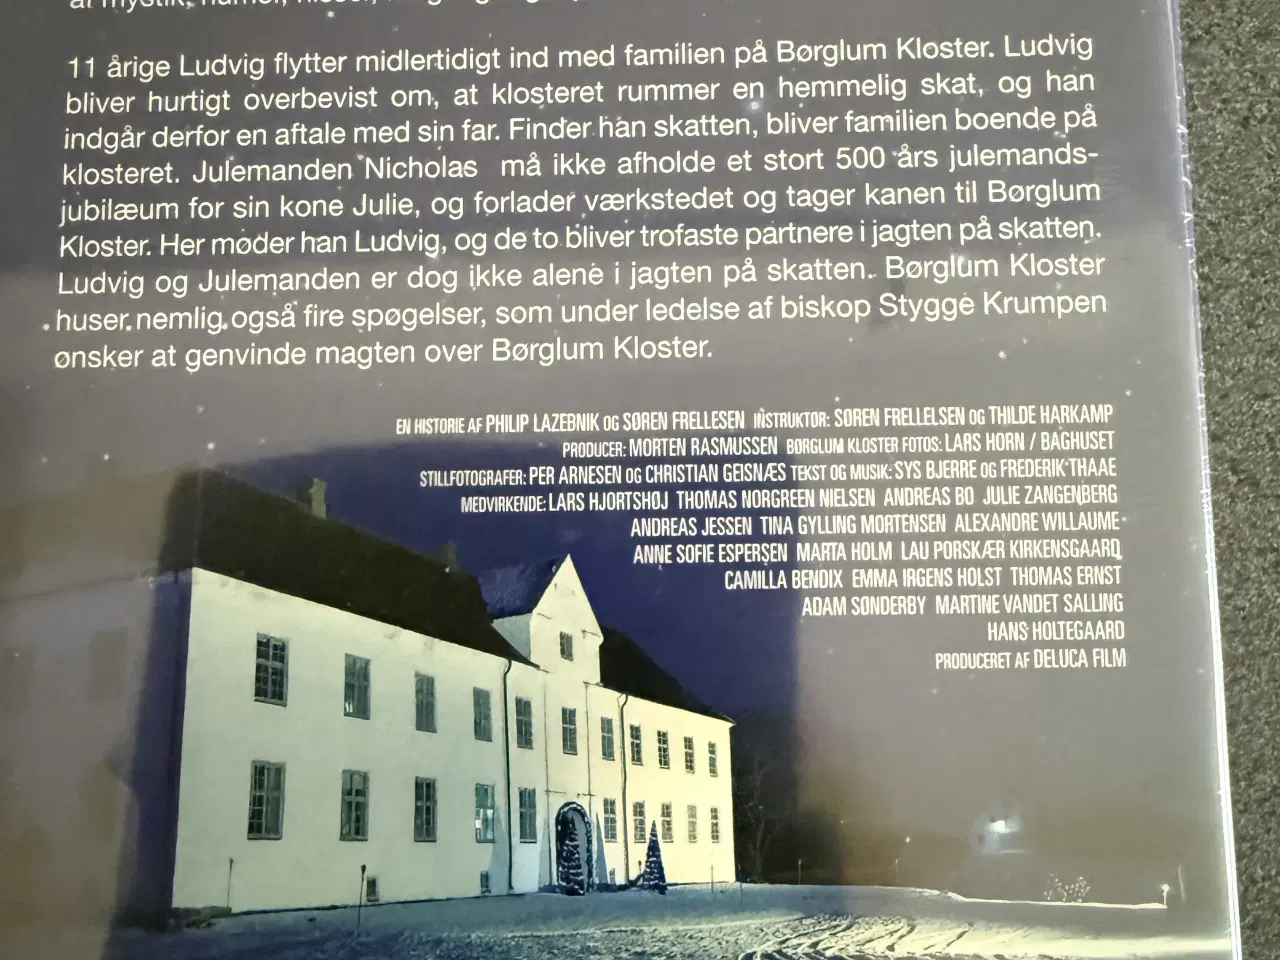 af mystik, humor, nisser,
11 årige Ludvig flytter midlertidigt ind med familien på Børglum Kloster. Ludvig
bliver hurtigt overbevist om, at klosteret rummer en hemmelig skat, og han
indgår derfor en aftale med sin far. Finder han skatten, bliver familien boende på
klosteret. Julemanden Nicholas må ikke afholde et stort 500 års julemands-
jubilæum for sin kone Julie, og forlader værkstedet og tager kanen til Børglum
Kloster. Her møder han Ludvig, og de to bliver trofaste partnere i jagten på skatten.
Ludvig og Julemanden er dog ikke alene i jagten på skatten. Børglum Kloster
huser nemlig også fire spøgelser, som under ledelse af biskop Stygge Krumpen
ønsker at genvinde magten over Børglum Kloster.
EN HISTORIE AF PHILIP LAZEBNIK OG SØREN FRELLESEN INSTRUKTØR: SØREN FRELLELSEN OG THILDE HARKAMP
PRODUCER: MORTEN RASMUSSEN BØRGLUM KLOSTER FOTOS: LARS HORN / BAGHUSET
STILLFOTOGRAFER: PER ARNESEN OG CHRISTIAN GEISNÆS TEKST OG MUSIK: SYS BJERRE OG FREDERIK THAAE
MEDVIRKENDE: LARS HJORTSHØJ THOMAS NORGREEN NIELSEN ANDREAS BO JULIE ZANGENBERG
ANDREAS JESSEN TINA GYLLING MORTENSEN ALEXANDRE WILLAUME
ANNE SOFIE ESPERSEN MARTA HOLM LAU PORSKÆR KIRKENSGAARD
CAMILLA BENDIX EMMA IRGENS HOLST THOMAS ERNST
ADAM SØNDERBY MARTINE VANDET SALLING
HANS HOLTEGAARD
PRODUCERET AF DELUCA FILM